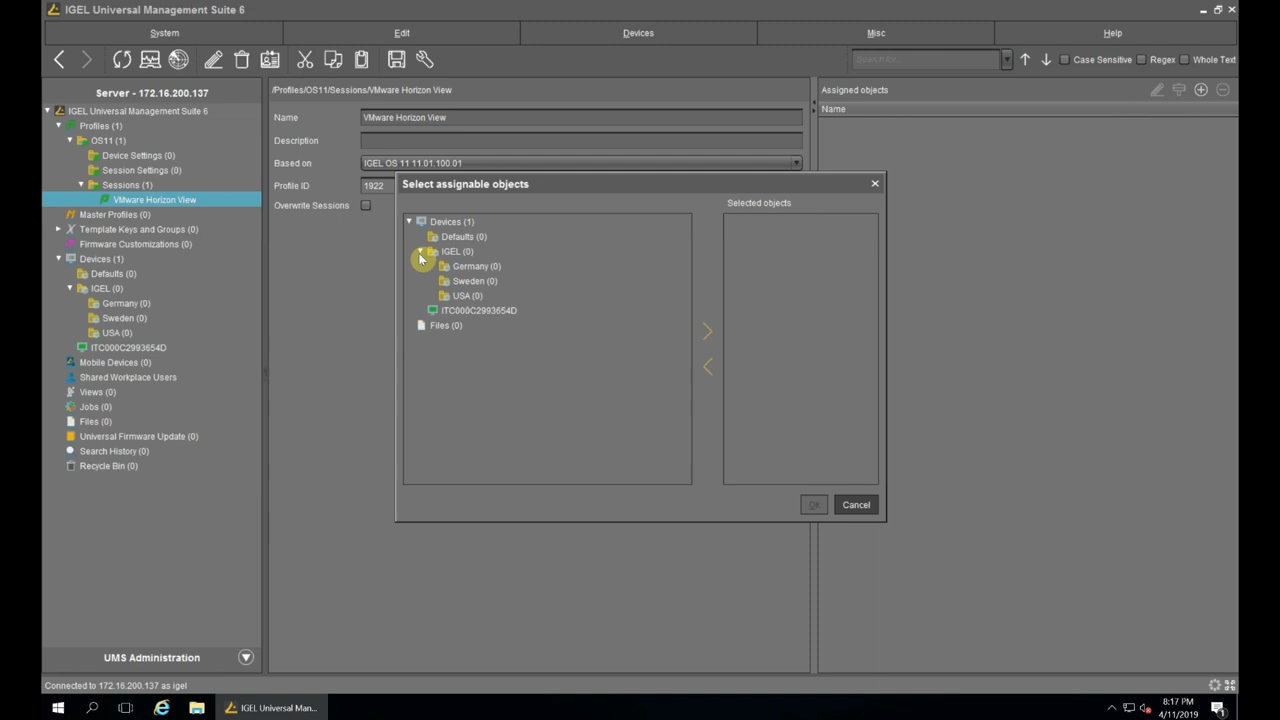 IGEL Universal Management Suite 6
System
Edit
Devices
Misc
Help
Search for...
Case Sensitive
Regex
Whole Text
Server - 172.16.200.137
IGEL Universal Management Suite 6
Profiles (1)
OS11 (1)
Device Settings (0)
Session Settings (0)
Sessions (1)
VMware Horizon View
Master Profiles (0)
Template Keys and Groups (0)
Firmware Customizations (0)
Devices (1)
Defaults (0)
IGEL (0)
Germany (0)
Sweden (0)
USA (0)
ITC000C2993654D
Mobile Devices (0)
Shared Workplace Users
Views (0)
Jobs (0)
Files (0)
Universal Firmware Update (0)
Search History (0)
Recycle Bin (0)
UMS Administration
/Profiles/OS11/Sessions/VMware Horizon View
Name
VMware Horizon View
Description
Based on
IGEL OS 11 11.01.100.01
Profile ID
1922
Overwrite Sessions
Select assignable objects
Devices (1)
Defaults (0)
IGEL (0)
Germany (0)
Sweden (0)
USA (0)
ITC000C2993654D
Files (0)
Selected objects
Ok
Cancel
Assigned objects
Name
Connected to 172.16.200.137 as igel
IGEL Universal Man...
8:17 PM
4/11/2019
1